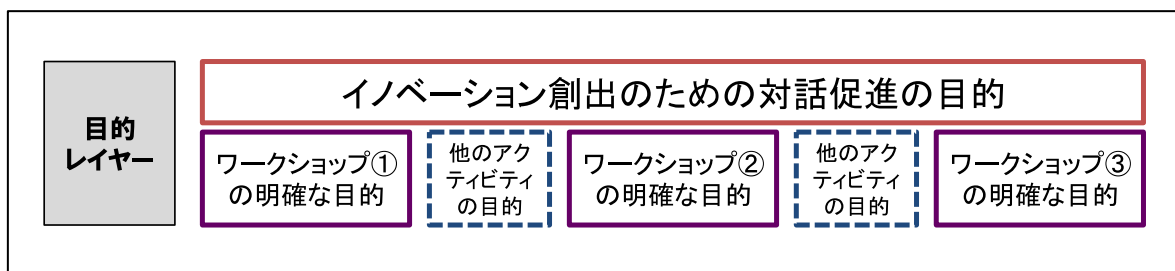 目的
レイヤー
イノベーション創出のための対話促進の目的
ワークショップ①
の明確な目的
他のアク
ティビティ
の目的
ワークショップ②
の明確な目的
他のアク
ティビティ
の目的
ワークショップ③
の明確な目的